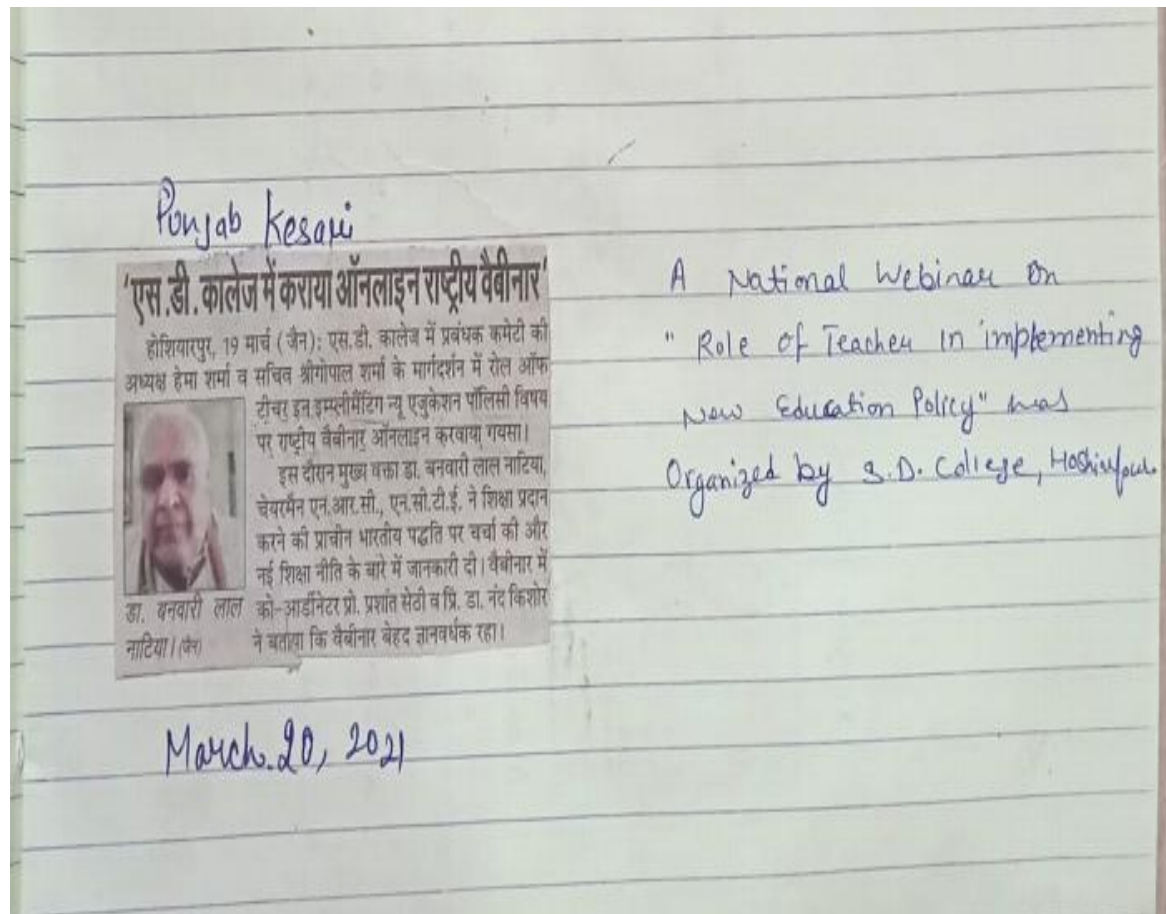 Punjab Kesari
'एस.डी. कालेज में कराया ऑनलाइन राष्ट्रीय वैबीनार'
होशियारपुर, 19 मार्च (जैन): एस.डी. कालेज में प्रबंधक कमेटी की
अध्यक्ष हेमा शर्मा व सचिव श्रीगोपाल शर्मा के मार्गदर्शन में रोल ऑफ
टीचर इन इम्प्लीमैंटिंग न्यू एजुकेशन पॉलिसी विषय
पर राष्ट्रीय वैबीनार ऑनलाइन करवाया गयसा।
इस दौरान मुख्य वक्ता डा. बनवारी लाल नाटिया,
चेयरमैन एन.आर.सी., एन.सी.टी.ई. ने शिक्षा प्रदान
करने की प्राचीन भारतीय पद्धति पर चर्चा की और
नई शिक्षा नीति के बारे में जानकारी दी। वैबीनार में
को-आर्डीनेटर प्रो. प्रशांत सेठी व प्रिं. डा. नंद किशोर
ने बताया कि वैबीनार बेहद ज्ञानवर्धक रहा।
डा. बनवारी लाल
नाटिया। (जैन)
March.20, 2021
A National Webinar On
" Role of Teacher in implementing
New Education Policy" was
Organized by S.D. College, Hoshiarpur.